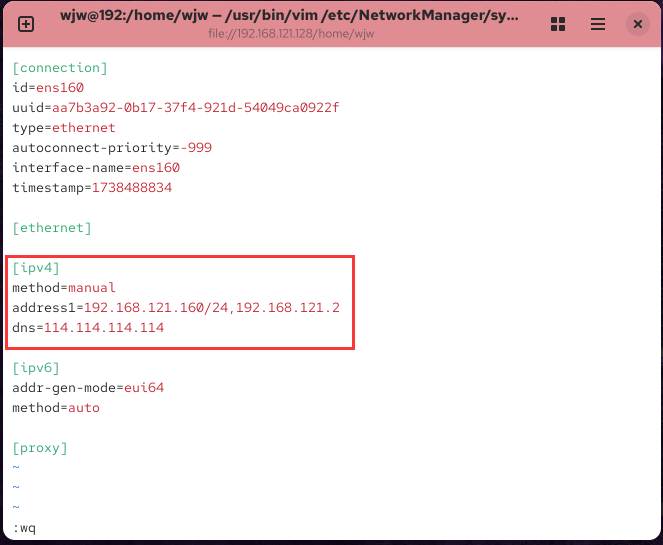 wjw@192:/home/wjw — /usr/bin/vim /etc/NetworkManager/sy...
file://192.168.121.128/home/wjw
[connection]
id=ens160
uuid=aa7b3a92-0b17-37f4-921d-54049ca0922f
type=ethernet
autoconnect-priority=-999
interface-name=ens160
timestamp=1738488834
[ethernet]
[ipv4]
method=manual
address1=192.168.121.160/24,192.168.121.2
dns=114.114.114.114
[ipv6]
addr-gen-mode=eui64
method=auto
[proxy]
~
~
~
:wq